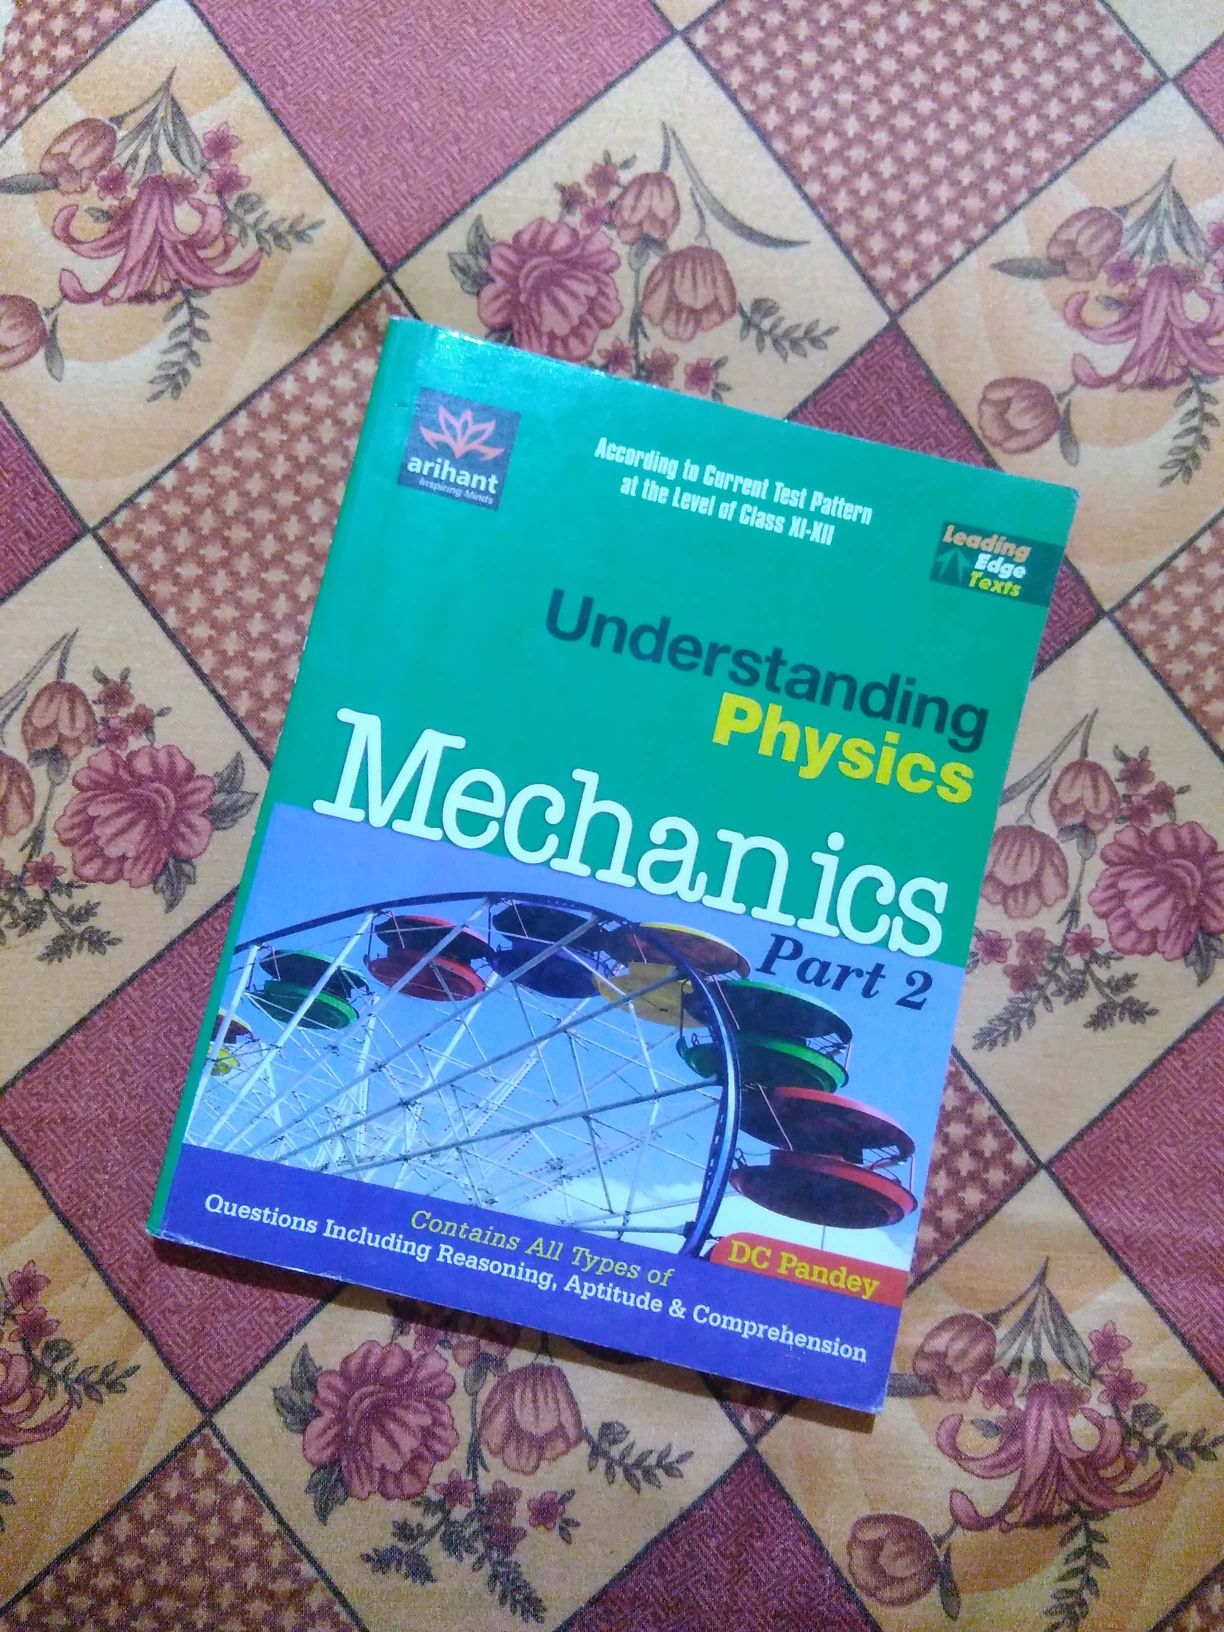 arihant
Inspiring Minds
According to Current Test Pattern
at the Level of Class XI-XII
Leading
Edge
Texts
Understanding
Physics
Mechanics
Part 2
DC Pandey
Contains All Types of
Questions Including Reasoning, Aptitude & Comprehension